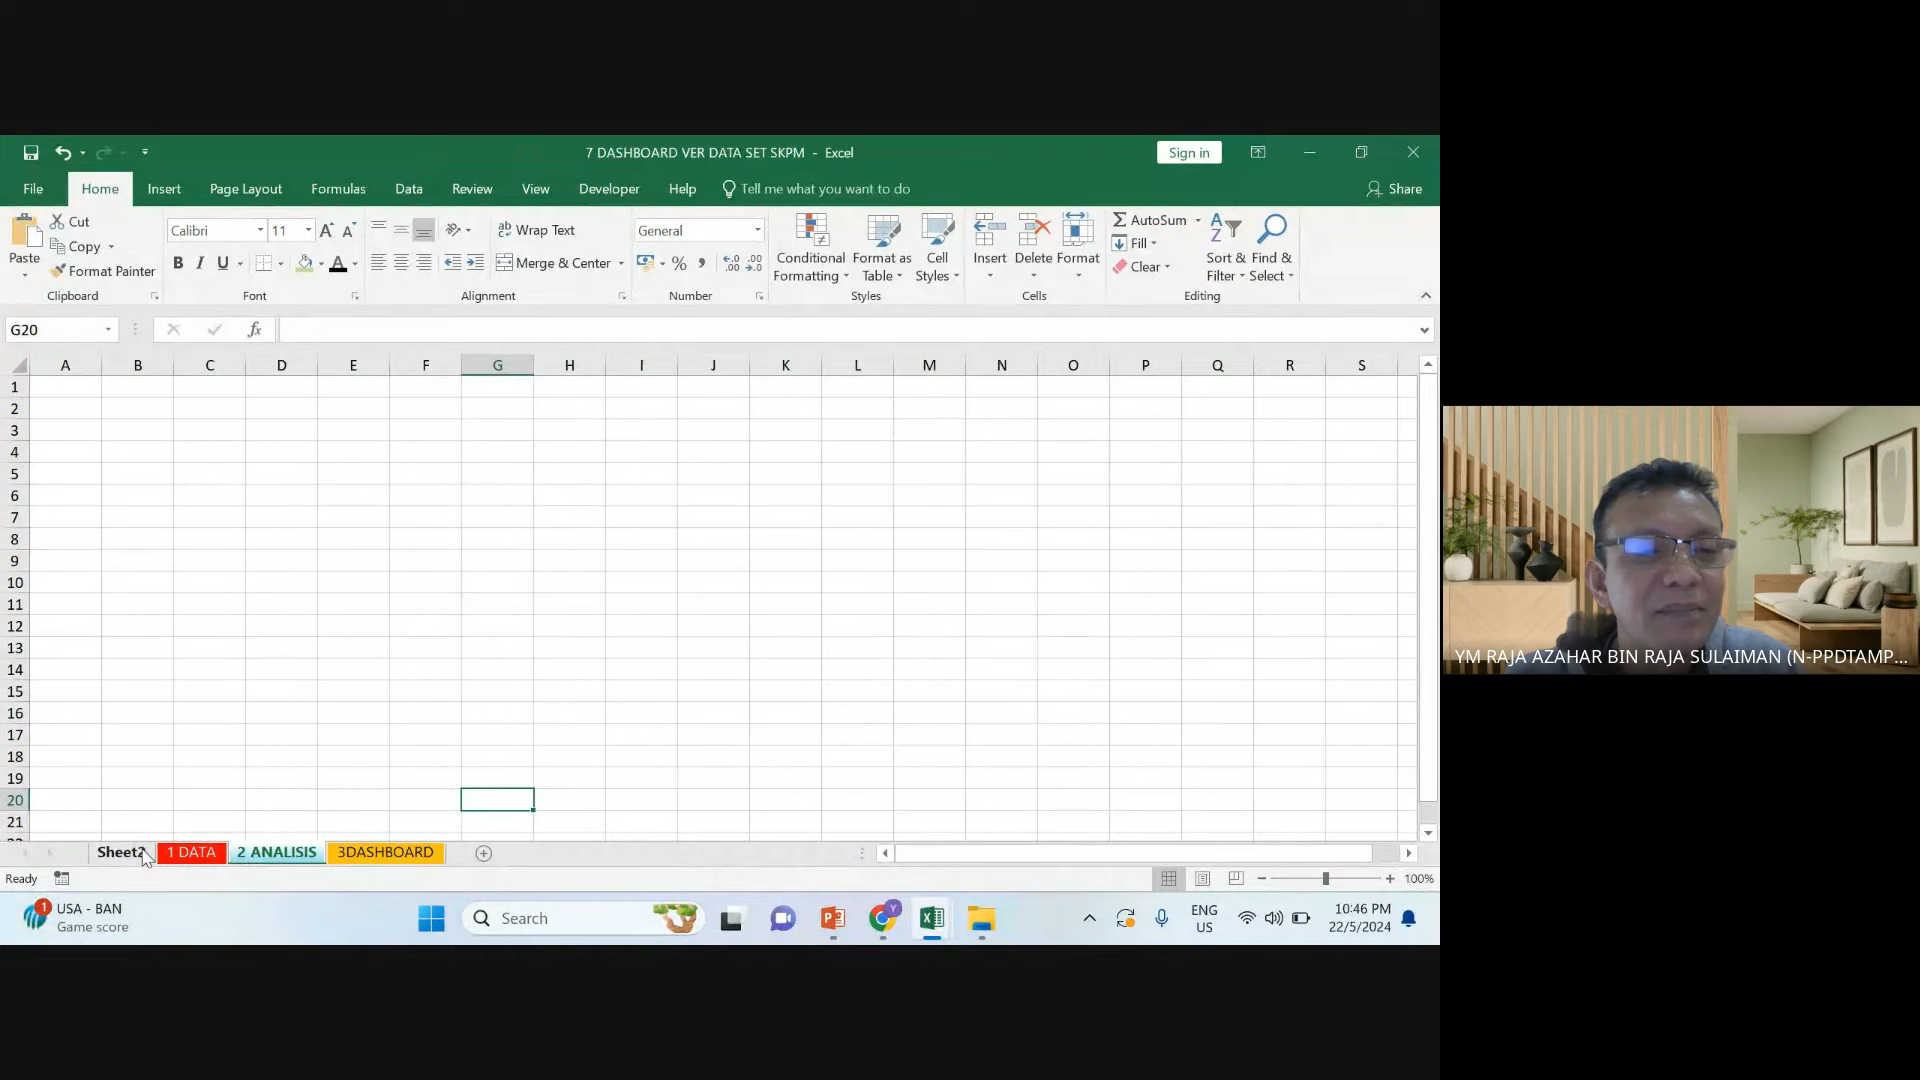 7 DASHBOARD VER DATA SET SKPM - Excel
Sign in
File Home Insert Page Layout Formulas Data Review View Developer Help Tell me what you want to do Share
Paste
Cut
Copy
Format Painter
Clipboard
Calibri 11
B I U
Font
Wrap Text
Merge & Center
Alignment
General
Number
Conditional Formatting
Format as Table
Cell Styles
Styles
Insert Delete Format
Cells
AutoSum
Fill
Clear
Sort & Filter
Find & Select
Editing
G20
fx
A B C D E F G H I J K L M N O P Q R S
1
2
3
4
5
6
7
8
9
10
11
12
13
14
15
16
17
18
19
20
21
Sheet2 1 DATA 2 ANALISIS 3DASHBOARD
Ready
100%
1
USA - BAN
Game score
Search
Y
ENG
US
10:46 PM
22/5/2024
YM RAJA AZAHAR BIN RAJA SULAIMAN (N-PPDTAMP...